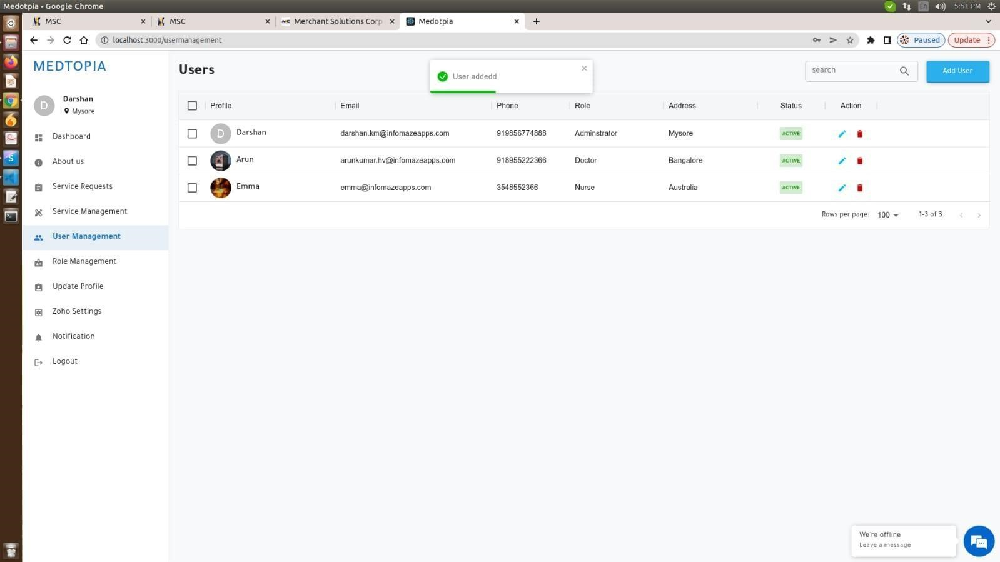 Medotpia - Google Chrome
En
5:51 PM
MSC
MSC
Merchant Solutions Corp
Medotpia
localhost:3000/usermanagement
Paused
Update
MEDTOPIA
D
Darshan
Mysore
Dashboard
About us
Service Requests
Service Management
User Management
Role Management
Update Profile
Zoho Settings
Notification
Logout
Users
User addedd
search
Add User
Profile Email Phone Role Address Status Action
D Darshan darshan.km@infomazeapps.com 919856774888 Adminstrator Mysore ACTIVE
Arun arunkumar.hv@infomazeapps.com 918955222366 Doctor Bangalore ACTIVE
Emma emma@infomazeapps.com 3548552366 Nurse Australia ACTIVE
Rows per page: 100 1-3 of 3
We're offline
Leave a message